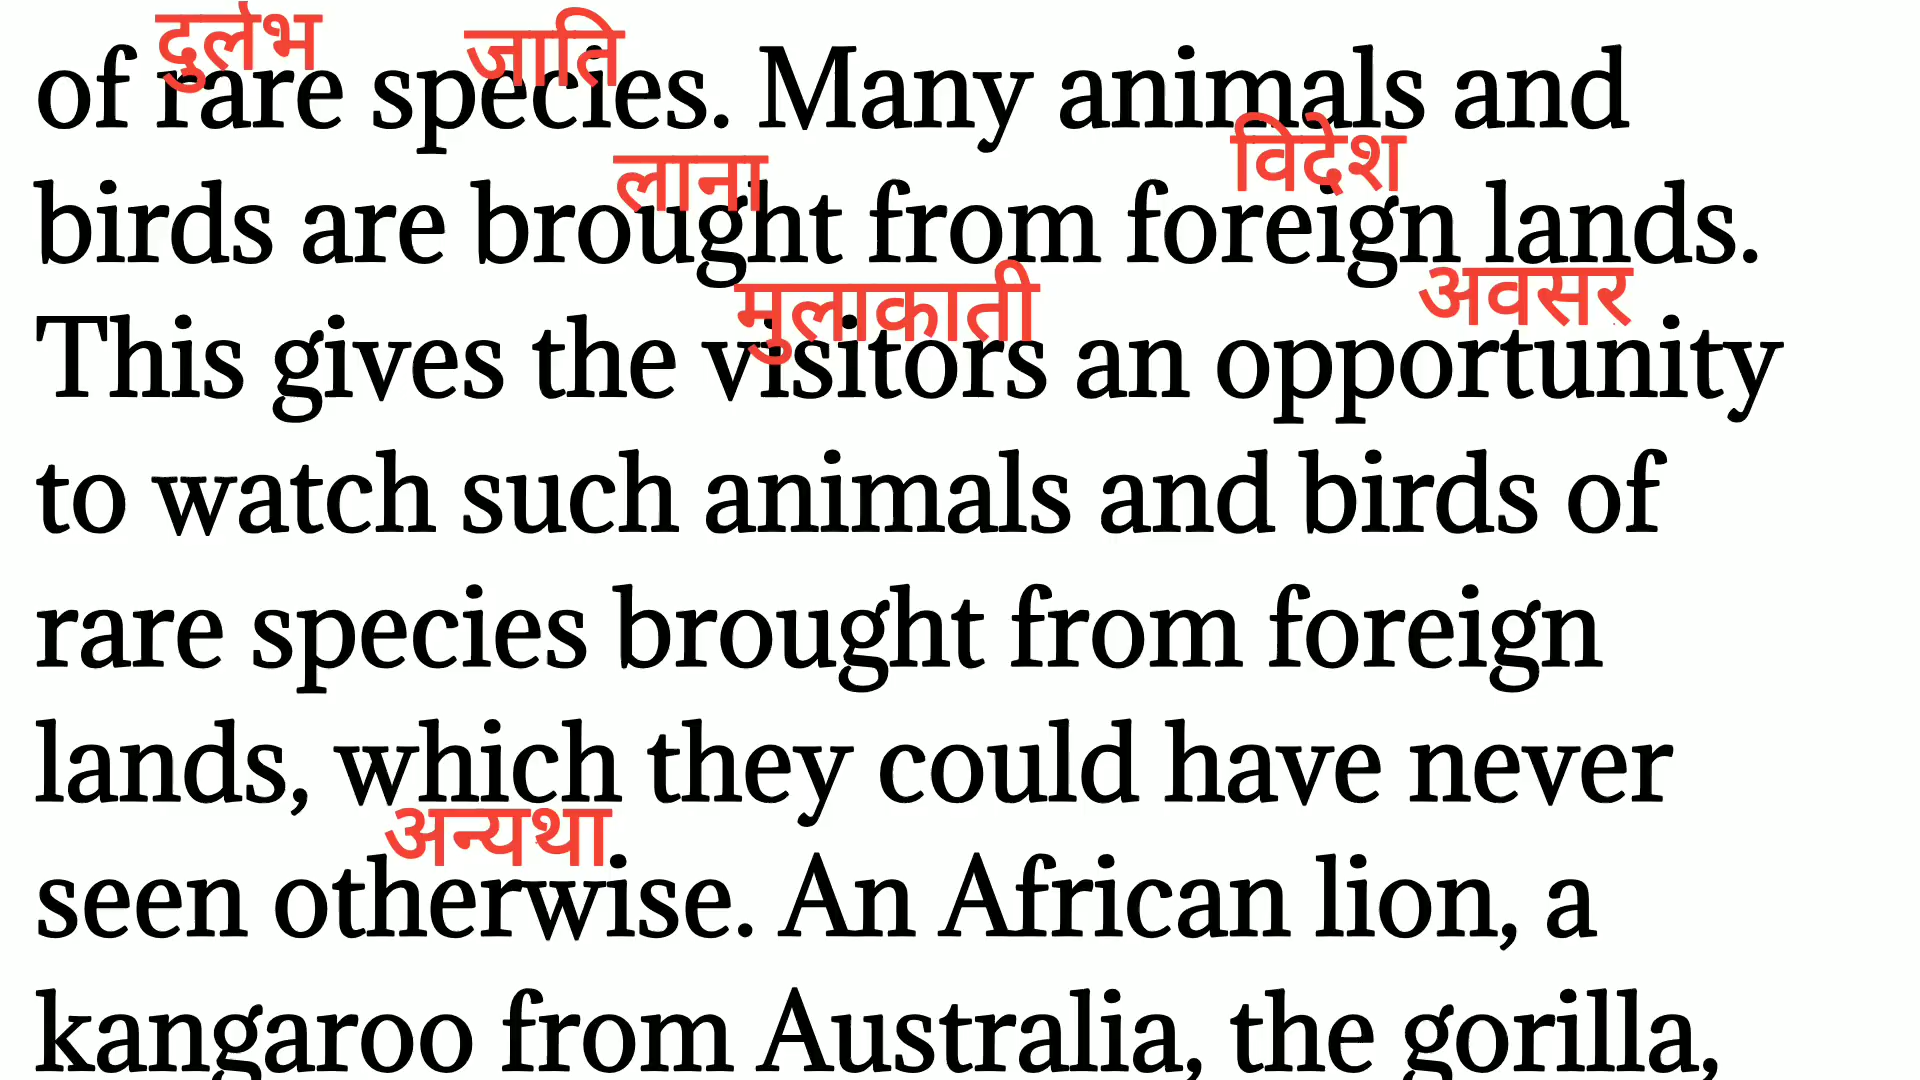 दुर्लभ जाति
of rare species. Many animals and
लाना विदेश
birds are brought from foreign lands.
मुलाकाती अवसर
This gives the visitors an opportunity
to watch such animals and birds of
rare species brought from foreign
lands, which they could have never
अन्यथा
seen otherwise. An African lion, a
kangaroo from Australia, the gorilla,